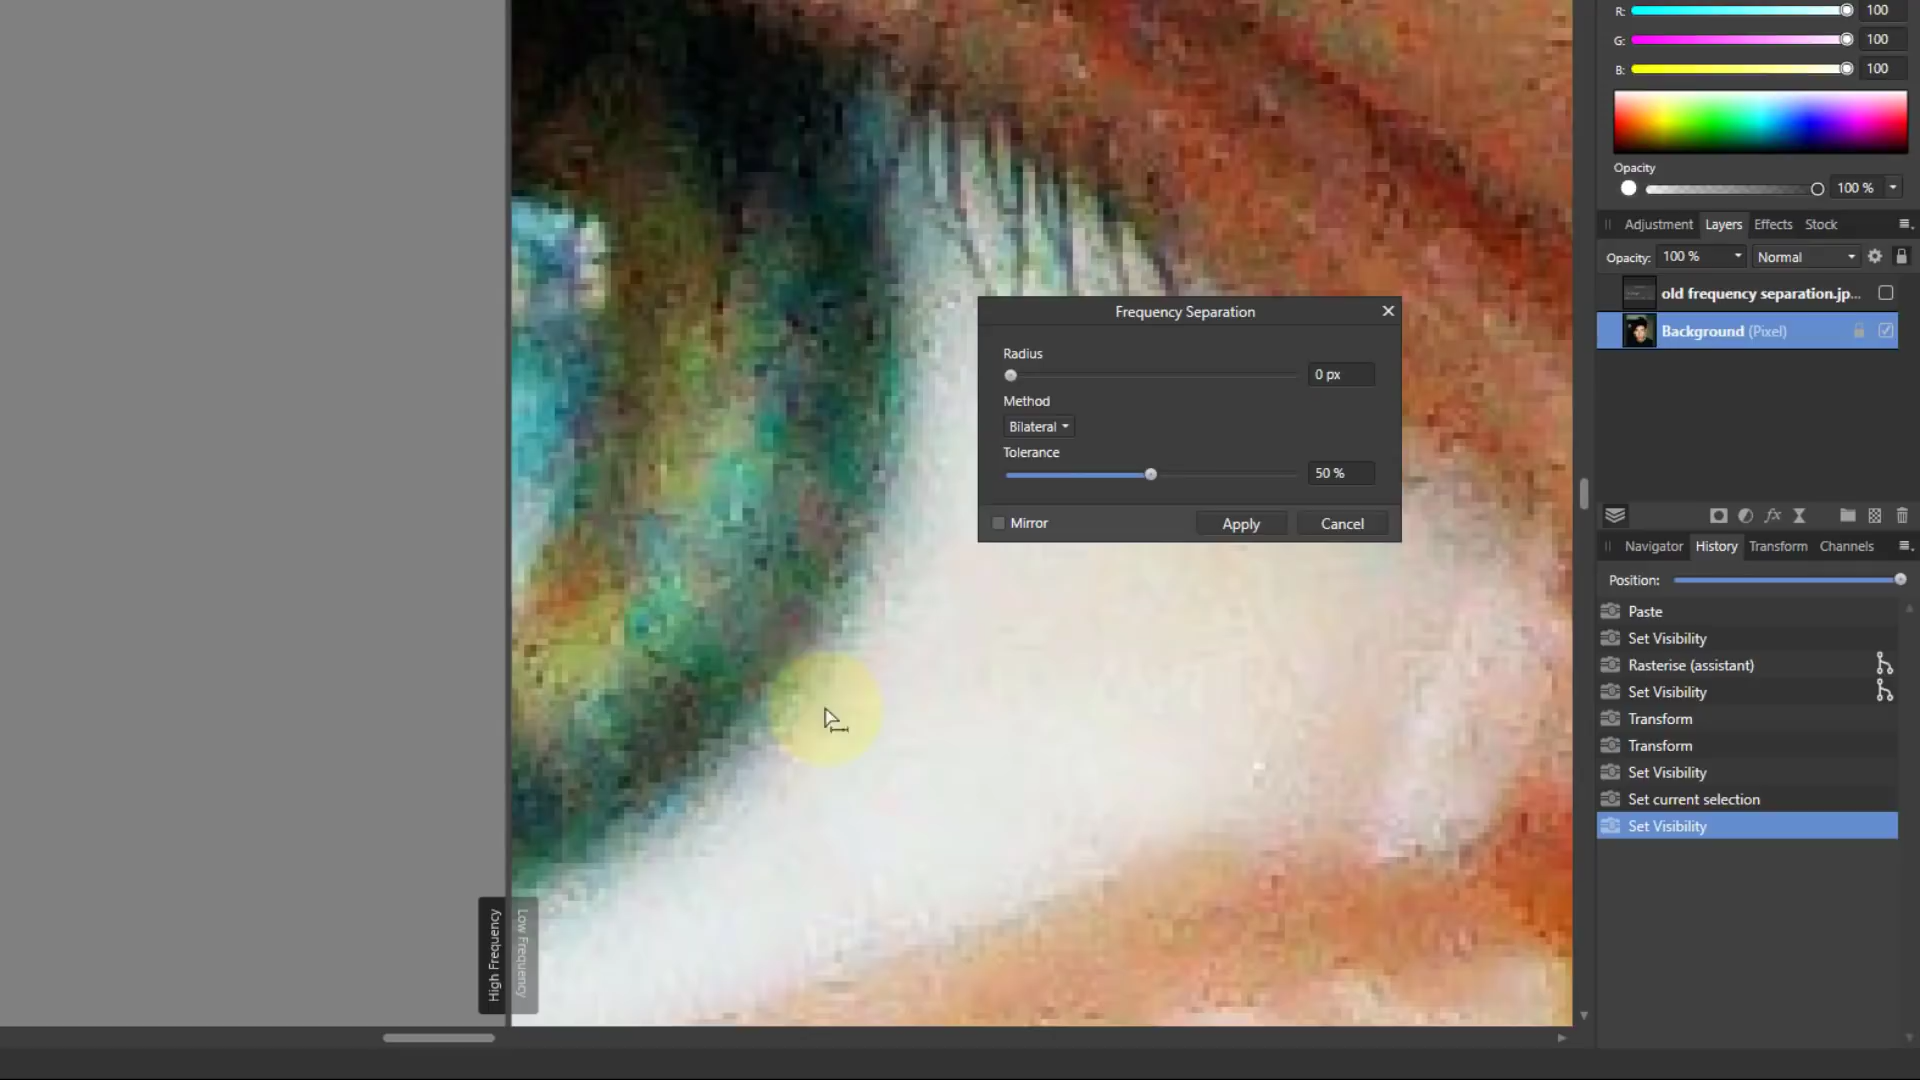 R: 100
G: 100
B: 100
Opacity
100 %
Adjustment Layers Effects Stock
Opacity: 100 % Normal
old frequency separation.jp...
Background (Pixel)
Frequency Separation
Radius
0 px
Method
Bilateral
Tolerance
50 %
Mirror Apply Cancel
fx
Navigator History Transform Channels
Position:
Paste
Set Visibility
Rasterise (assistant)
Set Visibility
Transform
Transform
Set Visibility
Set current selection
Set Visibility
High Frequency
Low Frequency